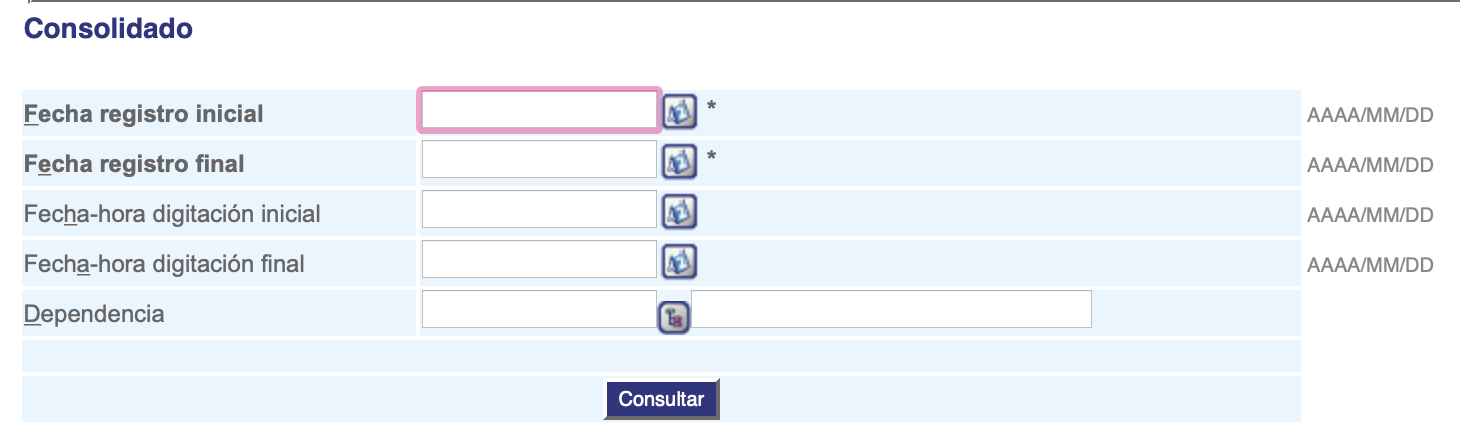 Consolidado
Fecha registro inicial * AAAA/MM/DD
Fecha registro final * AAAA/MM/DD
Fecha-hora digitación inicial AAAA/MM/DD
Fecha-hora digitación final AAAA/MM/DD
Dependencia
Consultar